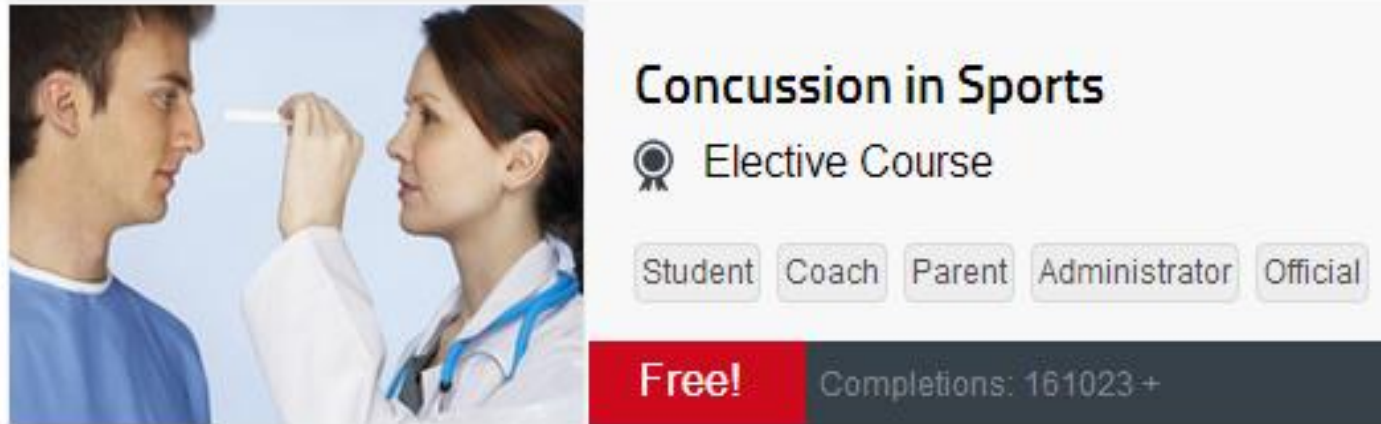 Concussion in Sports
Elective Course
Student Coach Parent Administrator Official
Free! Completions: 161023 +